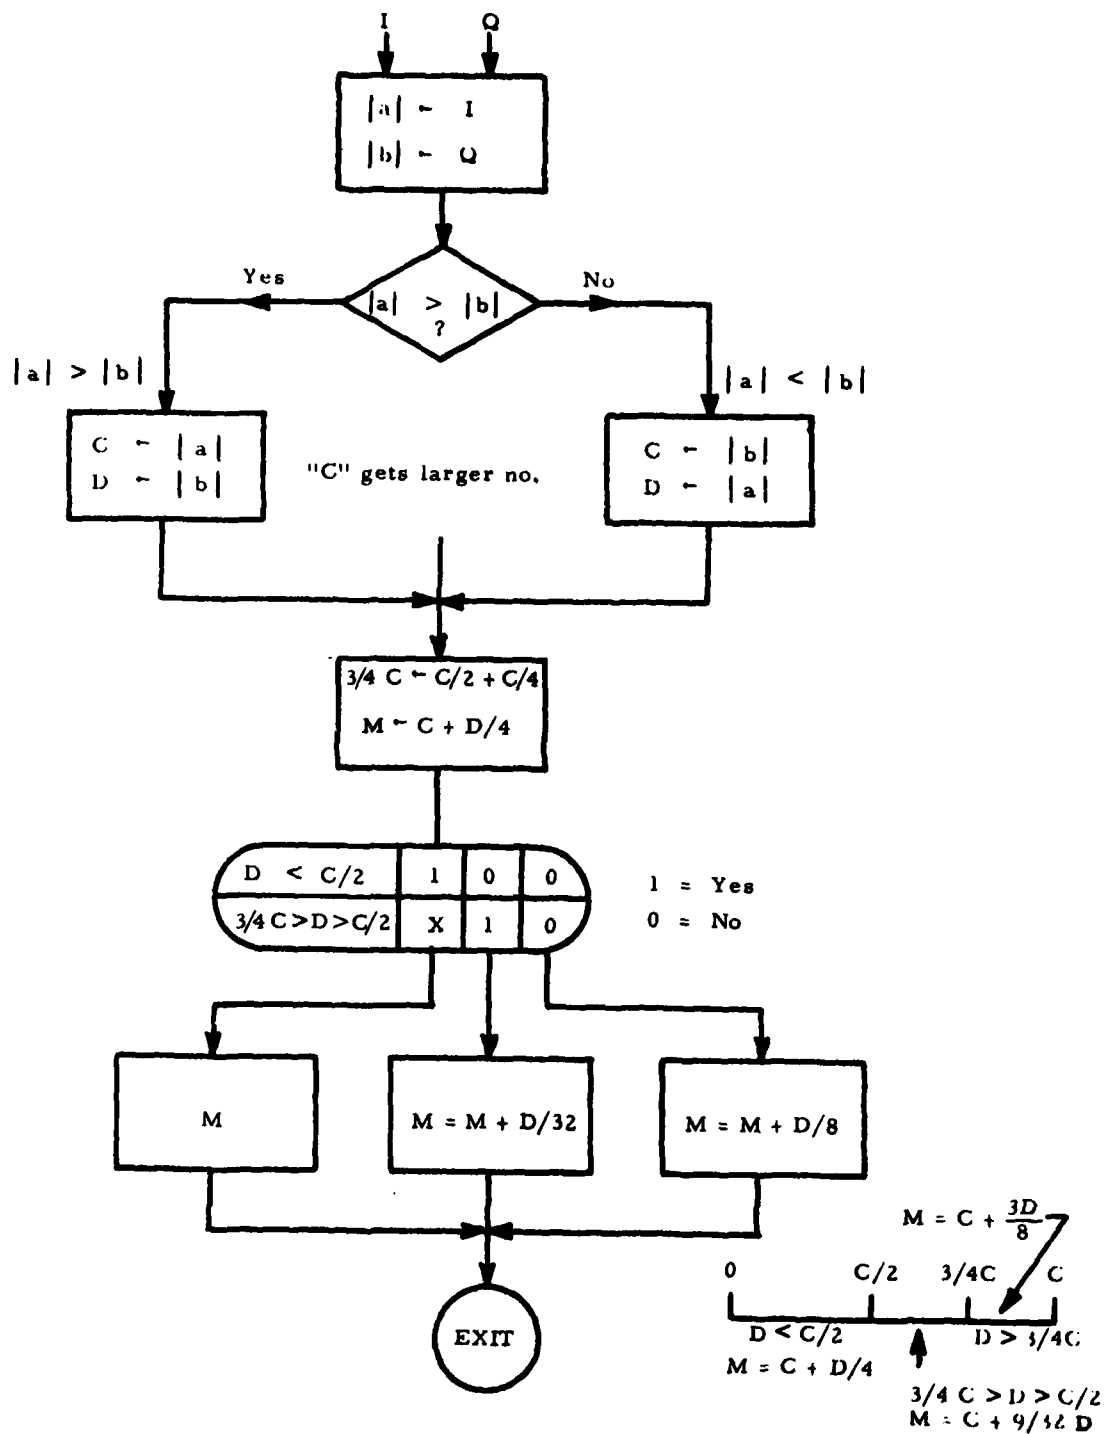 I Q
|a| ← I
|b| ← Q
Yes
No
|a| > |b|
?
|a| > |b|
|a| < |b|
C ← |a|
D ← |b|
"C" gets larger no.
C ← |b|
D ← |a|
3/4 C ← C/2 + C/4
M ← C + D/4
D < C/2 1 0 0
3/4 C > D > C/2 X 1 0
1 = Yes
0 = No
M
M = M + D/32
M = M + D/8
EXIT
M = C + 3D/8
0 C/2 3/4C C
D < C/2
M = C + D/4
D > 3/4C
3/4 C > D > C/2
M = C + 9/32 D